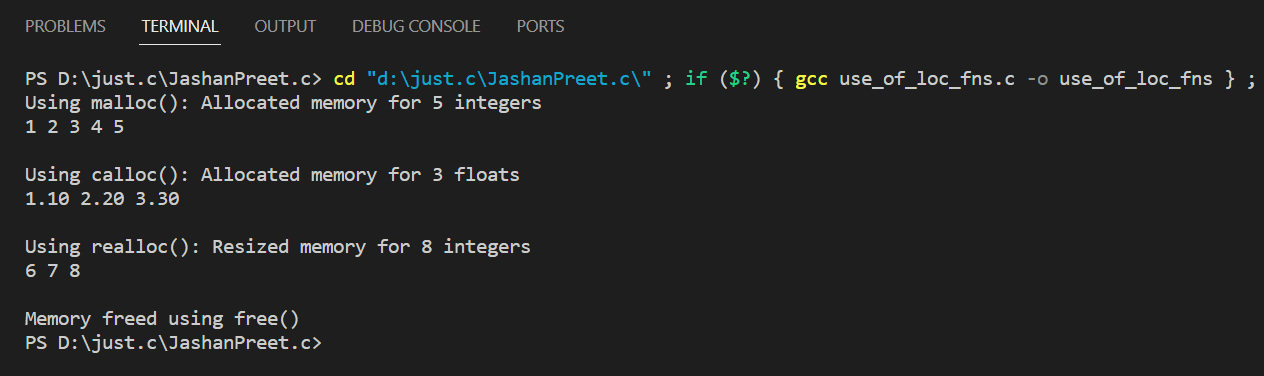 PROBLEMS TERMINAL OUTPUT DEBUG CONSOLE PORTS
PS D:\just.c\JashanPreet.c> cd "d:\just.c\JashanPreet.c\" ; if ($?) { gcc use_of_loc_fns.c -o use_of_loc_fns } ;
Using malloc(): Allocated memory for 5 integers
1 2 3 4 5
Using calloc(): Allocated memory for 3 floats
1.10 2.20 3.30
Using realloc(): Resized memory for 8 integers
6 7 8
Memory freed using free()
PS D:\just.c\JashanPreet.c>